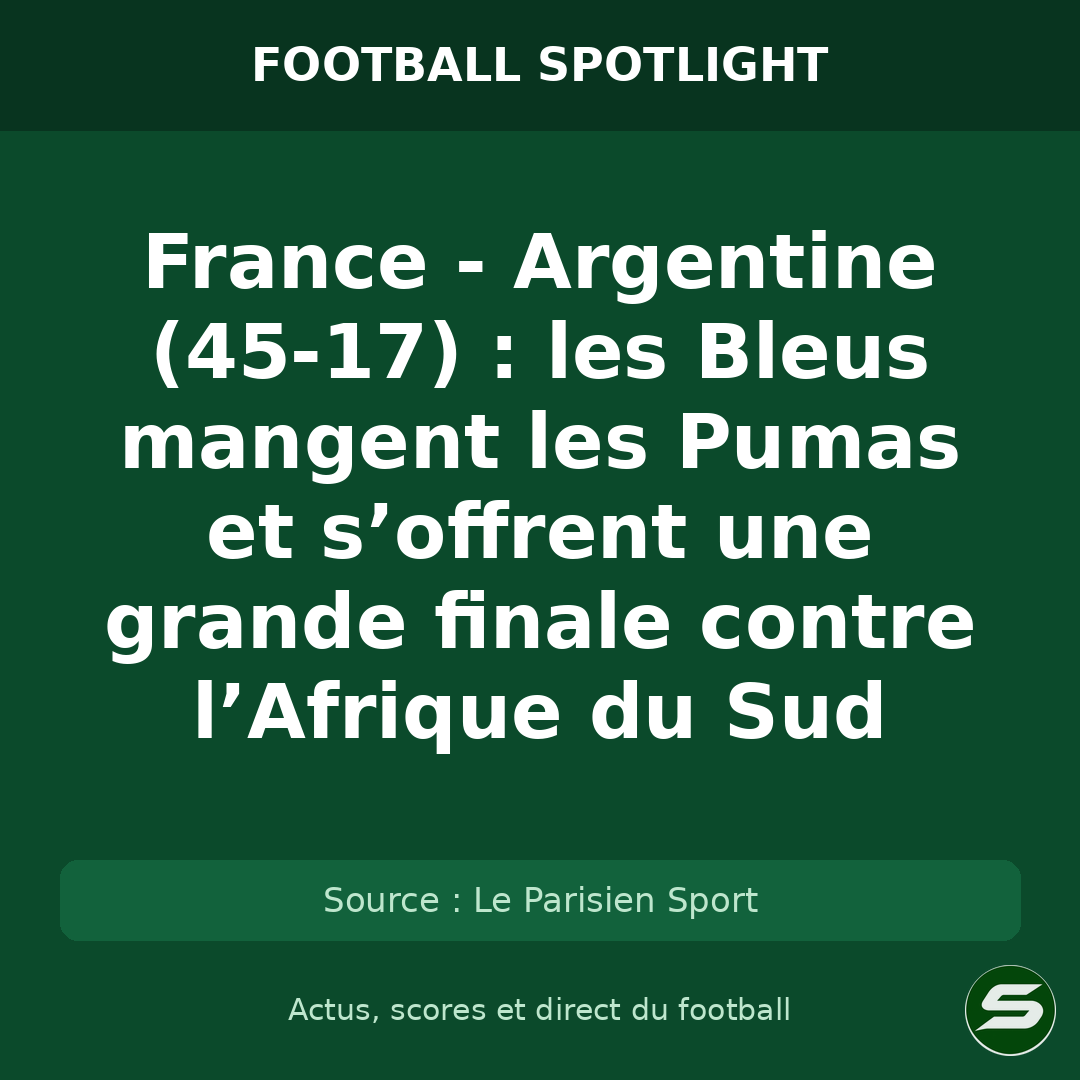 FOOTBALL SPOTLIGHT
France - Argentine
(45-17) : les Bleus
mangent les Pumas
et s’offrent une
grande finale contre
l’Afrique du Sud
Source : Le Parisien Sport
Actus, scores et direct du football
S